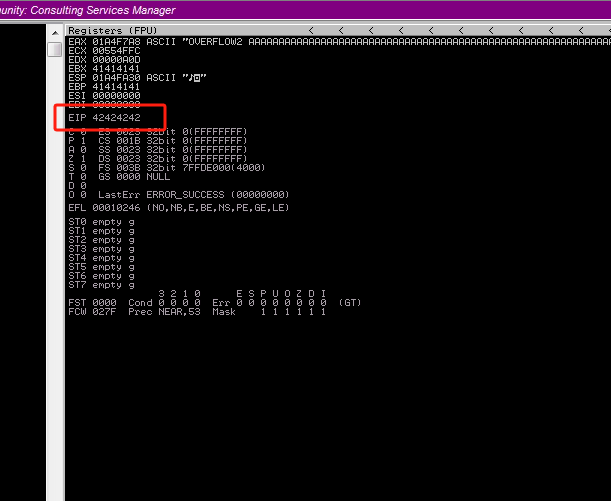 unity: Consulting Services Manager
Registers (FPU) < < < < < < < <
EAX 01A4F7A8 ASCII "OVERFLOW2 AAAAAAAAAAAAAAAAAAAAAAAAAAAAAAAAAAAAAAAA
ECX 00554FFC
EDX 00000A0D
EBX 41414141
ESP 01A4FA30 ASCII "♪◙"
EBP 41414141
ESI 00000000
EDI 00000000
EIP 42424242
C 0 ES 0023 32bit 0(FFFFFFFF)
P 1 CS 001B 32bit 0(FFFFFFFF)
A 0 SS 0023 32bit 0(FFFFFFFF)
Z 1 DS 0023 32bit 0(FFFFFFFF)
S 0 FS 003B 32bit 7FFDE000(4000)
T 0 GS 0000 NULL
D 0
O 0 LastErr ERROR_SUCCESS (00000000)
EFL 00010246 (NO,NB,E,BE,NS,PE,GE,LE)
ST0 empty g
ST1 empty g
ST2 empty g
ST3 empty g
ST4 empty g
ST5 empty g
ST6 empty g
ST7 empty g
3 2 1 0 E S P U O Z D I
FST 0000 Cond 0 0 0 0 Err 0 0 0 0 0 0 0 0 (GT)
FCW 027F Prec NEAR,53 Mask 1 1 1 1 1 1